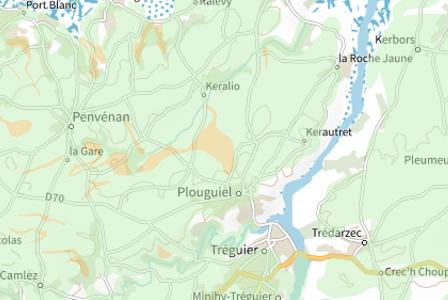 Port Blanc
Ralévy
Kerbors
la Roche Jaune
Keralio
Penvénan
Kerautret
la Gare
Pleumeu
Plouguiel
D70
Trédarzec
colas
Tréguier
Camlez
Crec'h Choup
Minihy-Tréguier